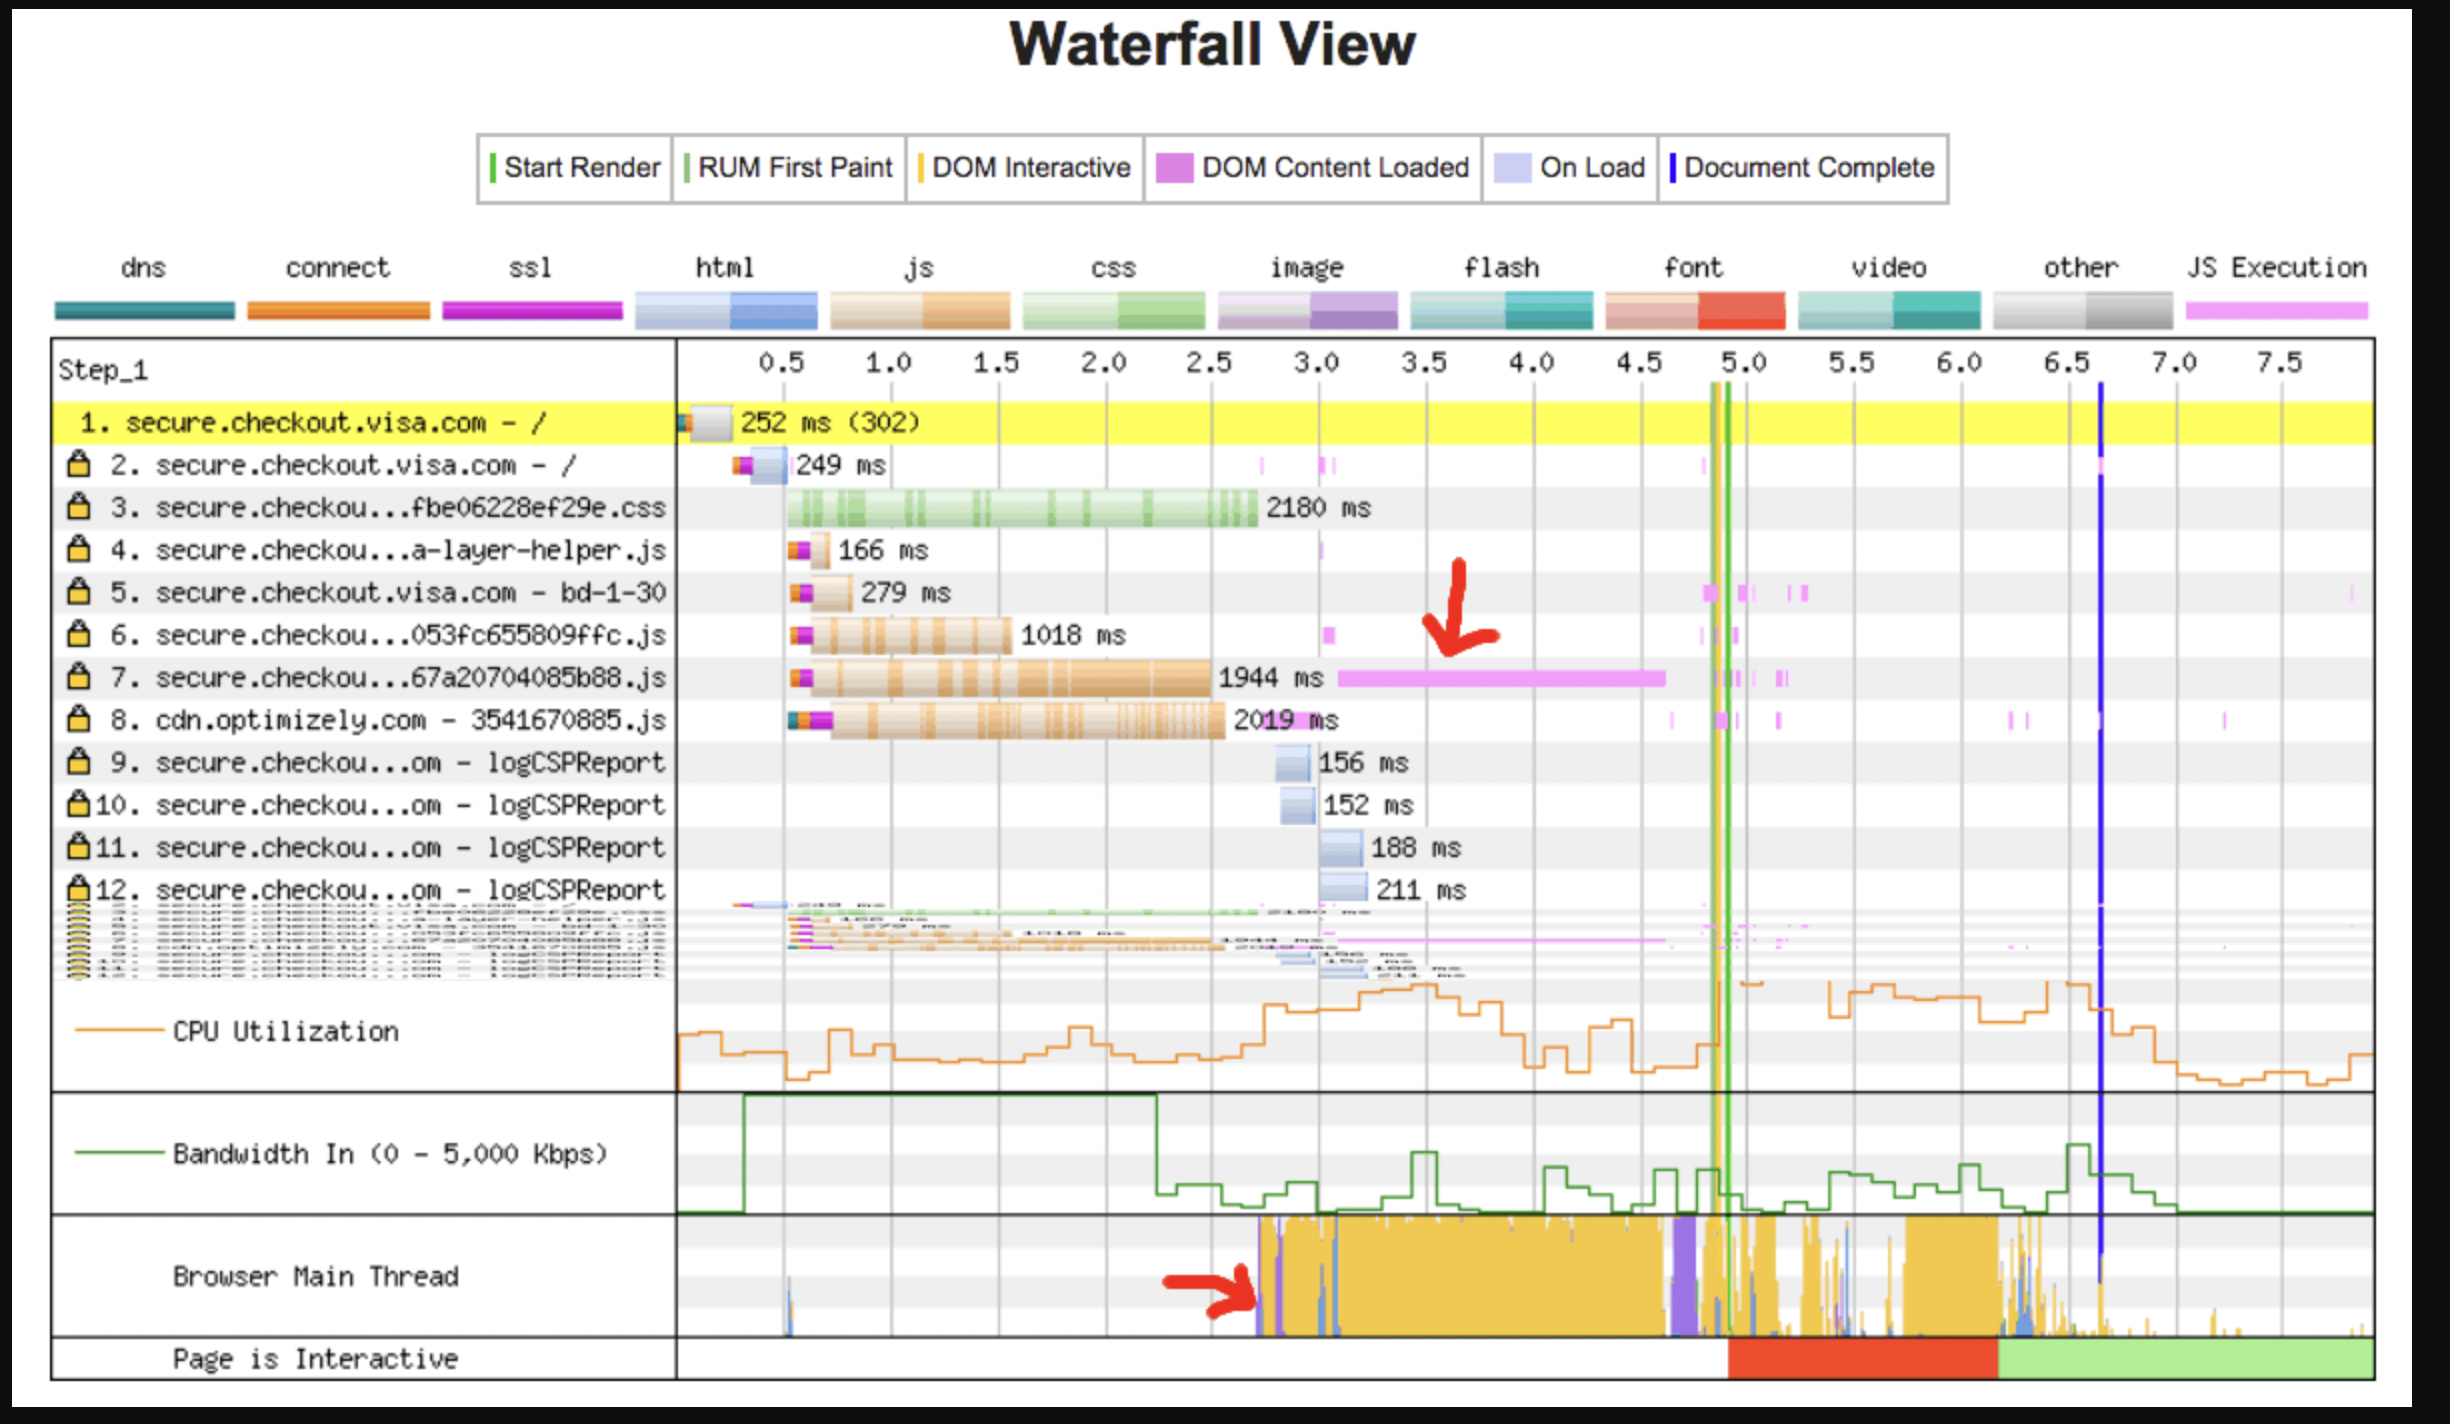 Waterfall View
Start Render RUM First Paint DOM Interactive DOM Content Loaded On Load Document Complete
dns connect ssl html js css image flash font video other JS Execution
Step_1 0.5 1.0 1.5 2.0 2.5 3.0 3.5 4.0 4.5 5.0 5.5 6.0 6.5 7.0 7.5
1. secure.checkout.visa.com - / 252 ms (302)
2. secure.checkout.visa.com - / 249 ms
3. secure.checkou...fbe06228ef29e.css 2180 ms
4. secure.checkou...a-layer-helper.js 166 ms
5. secure.checkout.visa.com - bd-1-30 279 ms
6. secure.checkou...053fc655809ffc.js 1018 ms
7. secure.checkou...67a20704085b88.js 1944 ms
8. cdn.optimizely.com - 3541670885.js 2019 ms
9. secure.checkou...om - logCSPReport 156 ms
10. secure.checkou...om - logCSPReport 152 ms
11. secure.checkou...om - logCSPReport 188 ms
12. secure.checkou...om - logCSPReport 211 ms
CPU Utilization
Bandwidth In (0 - 5,000 Kbps)
Browser Main Thread
Page is Interactive